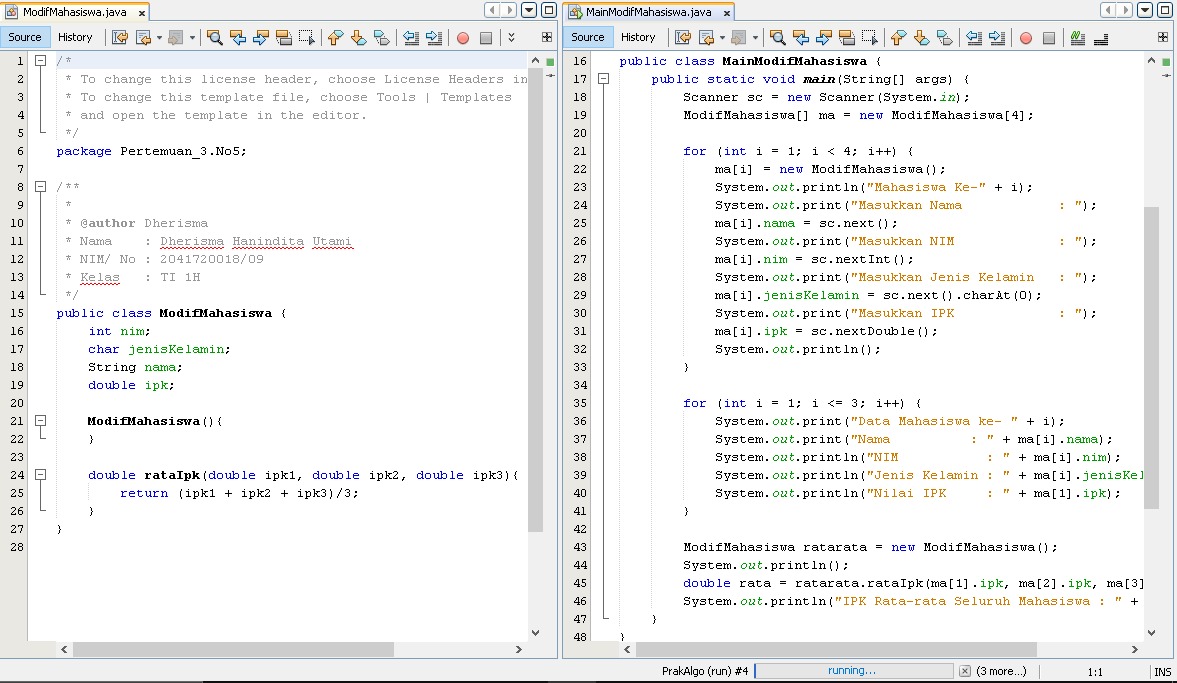 ModifMahasiswa.java
Source History
1 /*
2 * To change this license header, choose License Headers in
3 * To change this template file, choose Tools | Templates
4 * and open the template in the editor.
5 */
6 package Pertemuan_3.No5;
7
8 /**
9 *
10 * @author Dherisma
11 * Nama : Dherisma Hanindita Utami
12 * NIM/ No : 2041720018/09
13 * Kelas : TI 1H
14 */
15 public class ModifMahasiswa {
16 int nim;
17 char jenisKelamin;
18 String nama;
19 double ipk;
20
21 ModifMahasiswa(){
22 }
23
24 double rataIpk(double ipk1, double ipk2, double ipk3){
25 return (ipk1 + ipk2 + ipk3)/3;
26 }
27 }
28
MainModifMahasiswa.java
Source History
16 public class MainModifMahasiswa {
17 public static void main(String[] args) {
18 Scanner sc = new Scanner(System.in);
19 ModifMahasiswa[] ma = new ModifMahasiswa[4];
20
21 for (int i = 1; i < 4; i++) {
22 ma[i] = new ModifMahasiswa();
23 System.out.println("Mahasiswa Ke-" + i);
24 System.out.print("Masukkan Nama : ");
25 ma[i].nama = sc.next();
26 System.out.print("Masukkan NIM : ");
27 ma[i].nim = sc.nextInt();
28 System.out.print("Masukkan Jenis Kelamin : ");
29 ma[i].jenisKelamin = sc.next().charAt(0);
30 System.out.print("Masukkan IPK : ");
31 ma[i].ipk = sc.nextDouble();
32 System.out.println();
33 }
34
35 for (int i = 1; i <= 3; i++) {
36 System.out.print("Data Mahasiswa ke- " + i);
37 System.out.print("Nama : " + ma[i].nama);
38 System.out.println("NIM : " + ma[i].nim);
39 System.out.println("Jenis Kelamin : " + ma[i].jenisKel
40 System.out.println("Nilai IPK : " + ma[1].ipk);
41 }
42
43 ModifMahasiswa ratarata = new ModifMahasiswa();
44 System.out.println();
45 double rata = ratarata.rataIpk(ma[1].ipk, ma[2].ipk, ma[3]
46 System.out.println("IPK Rata-rata Seluruh Mahasiswa : " +
47 }
48 }
PrakAlgo (run) #4 running... (3 more...) 1:1 INS